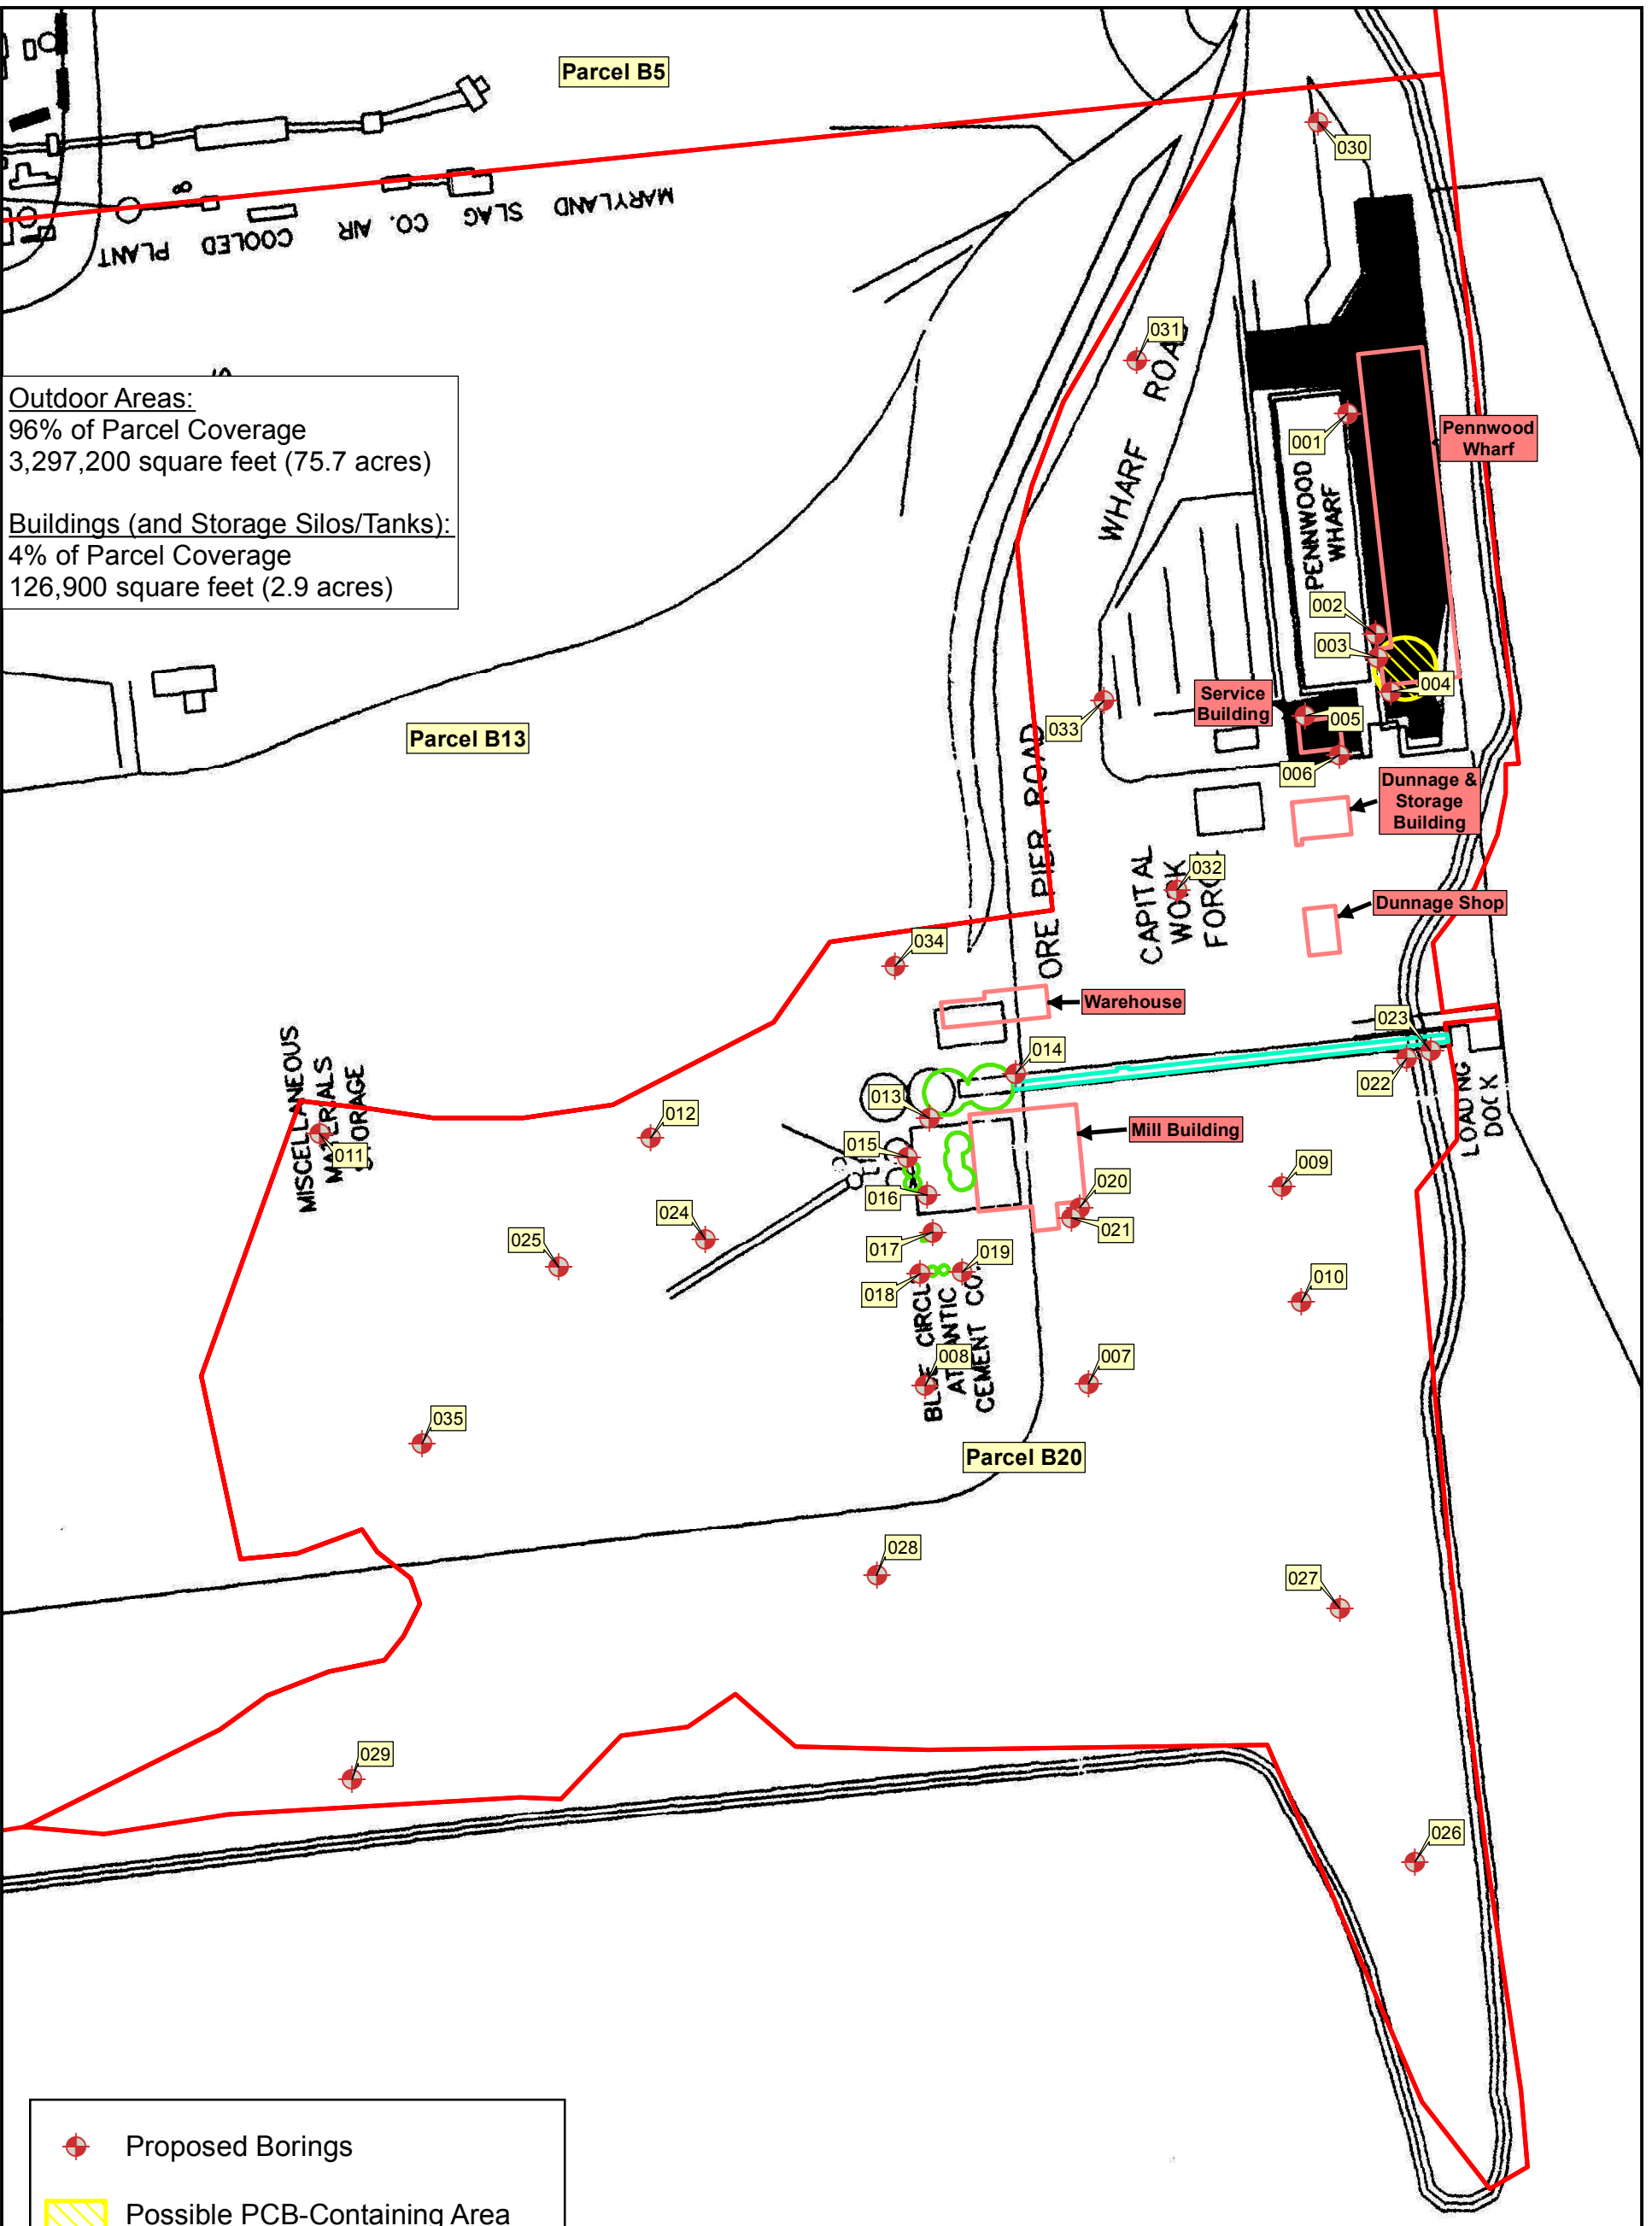 Parcel B5
MARYLAND SLAG CO. AIR COOLED PLANT
8
030
031
WHARF ROAD
Outdoor Areas:
96% of Parcel Coverage
3,297,200 square feet (75.7 acres)
Buildings (and Storage Silos/Tanks):
4% of Parcel Coverage
126,900 square feet (2.9 acres)
001
Pennwood
Wharf
PENNWOOD
WHARF
002
003
004
Service
Building
005
033
006
Parcel B13
Dunnage &
Storage
Building
ORE PIER ROAD
CAPITAL
WORK
FORC
032
Dunnage Shop
034
Warehouse
023
014
022
LOADING
DOCK
MISCELLANEOUS
MATERIALS
STORAGE
011
012
013
Mill Building
015
009
016
020
021
024
025
017
019
018
010
BLUE CIRCL
ATLANTIC
CEMENT CO.
008
007
035
Parcel B20
028
027
029
026
Proposed Borings
Possible PCB-Containing Area